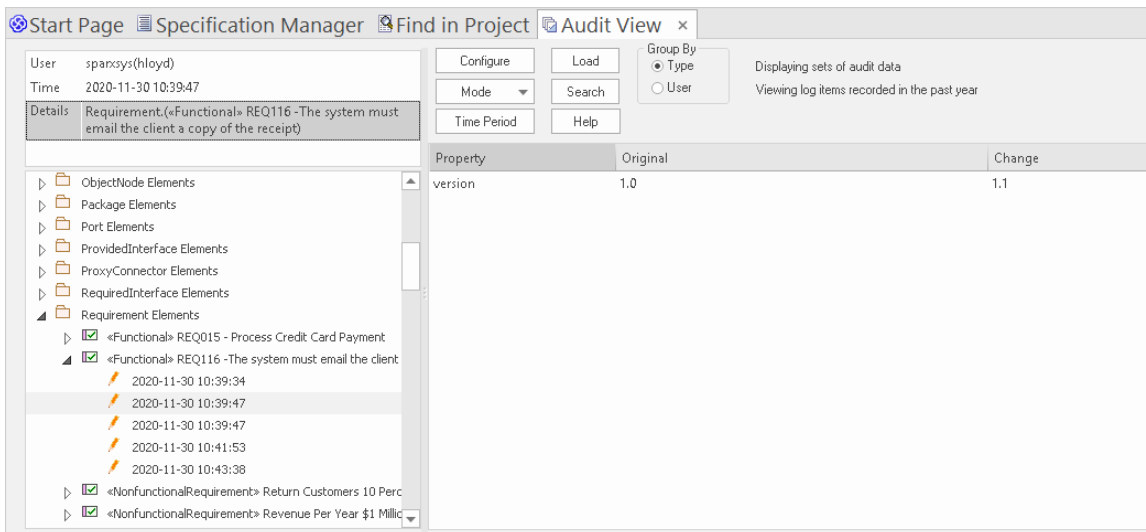 Start Page Specification Manager Find in Project Audit View ×
User sparxsys(hloyd)
Time 2020-11-30 10:39:47
Details Requirement.(«Functional» REQ116 -The system must
email the client a copy of the receipt)
Configure Load
Mode Search
Time Period Help
Group By
Type
User
Displaying sets of audit data
Viewing log items recorded in the past year
ObjectNode Elements
Package Elements
Port Elements
ProvidedInterface Elements
ProxyConnector Elements
RequiredInterface Elements
Requirement Elements
«Functional» REQ015 - Process Credit Card Payment
«Functional» REQ116 -The system must email the client
2020-11-30 10:39:34
2020-11-30 10:39:47
2020-11-30 10:39:47
2020-11-30 10:41:53
2020-11-30 10:43:38
«NonfunctionalRequirement» Return Customers 10 Perc
«NonfunctionalRequirement» Revenue Per Year $1 Millic
Property Original Change
version 1.0 1.1